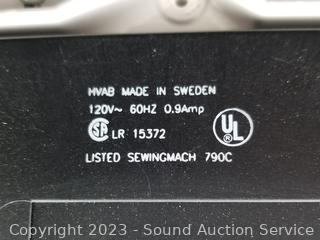 HVAB MADE IN SWEDEN
120V~ 60HZ 0.9Amp
SA LR 15372
UL
LISTED SEWINGMACH 790C
Copyright 2023 - Sound Auction Service